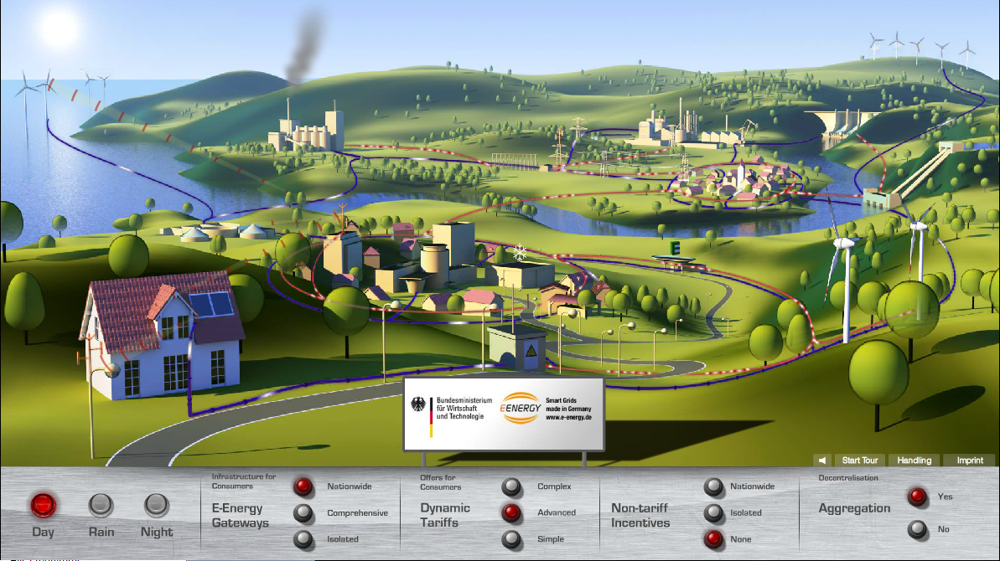 E
Bundesministerium
für Wirtschaft
und Technologie
EENERGY
Smart Grids
made in Germany
www.e-energy.de
Start Tour
Handling
Imprint
Day
Rain
Night
Infrastructure for
Consumers
E-Energy
Gateways
Nationwide
Comprehensive
Isolated
Offers for
Consumers
Dynamic
Tariffs
Complex
Advanced
Simple
Non-tariff
Incentives
Nationwide
Isolated
None
Decentralisation
Aggregation
Yes
No